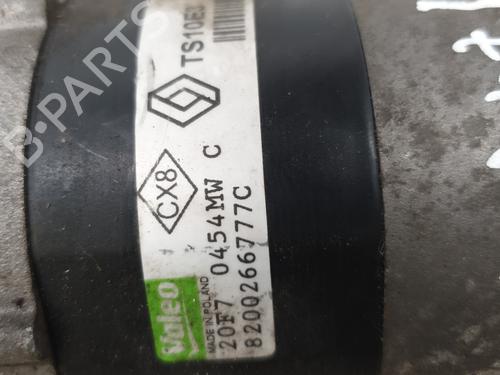 Valeo
MADE IN POLAND
CX8
TS10E
20F7 0454MW C
8200266777C
B-PARTS